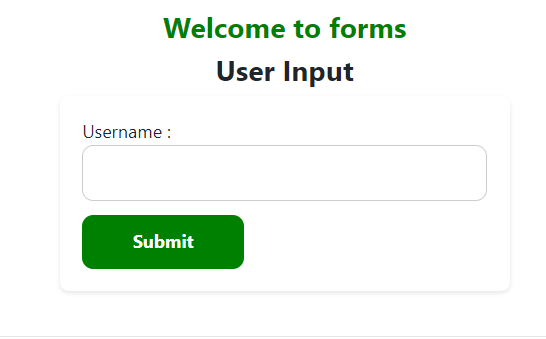 Welcome to forms
User Input
Username :
Submit